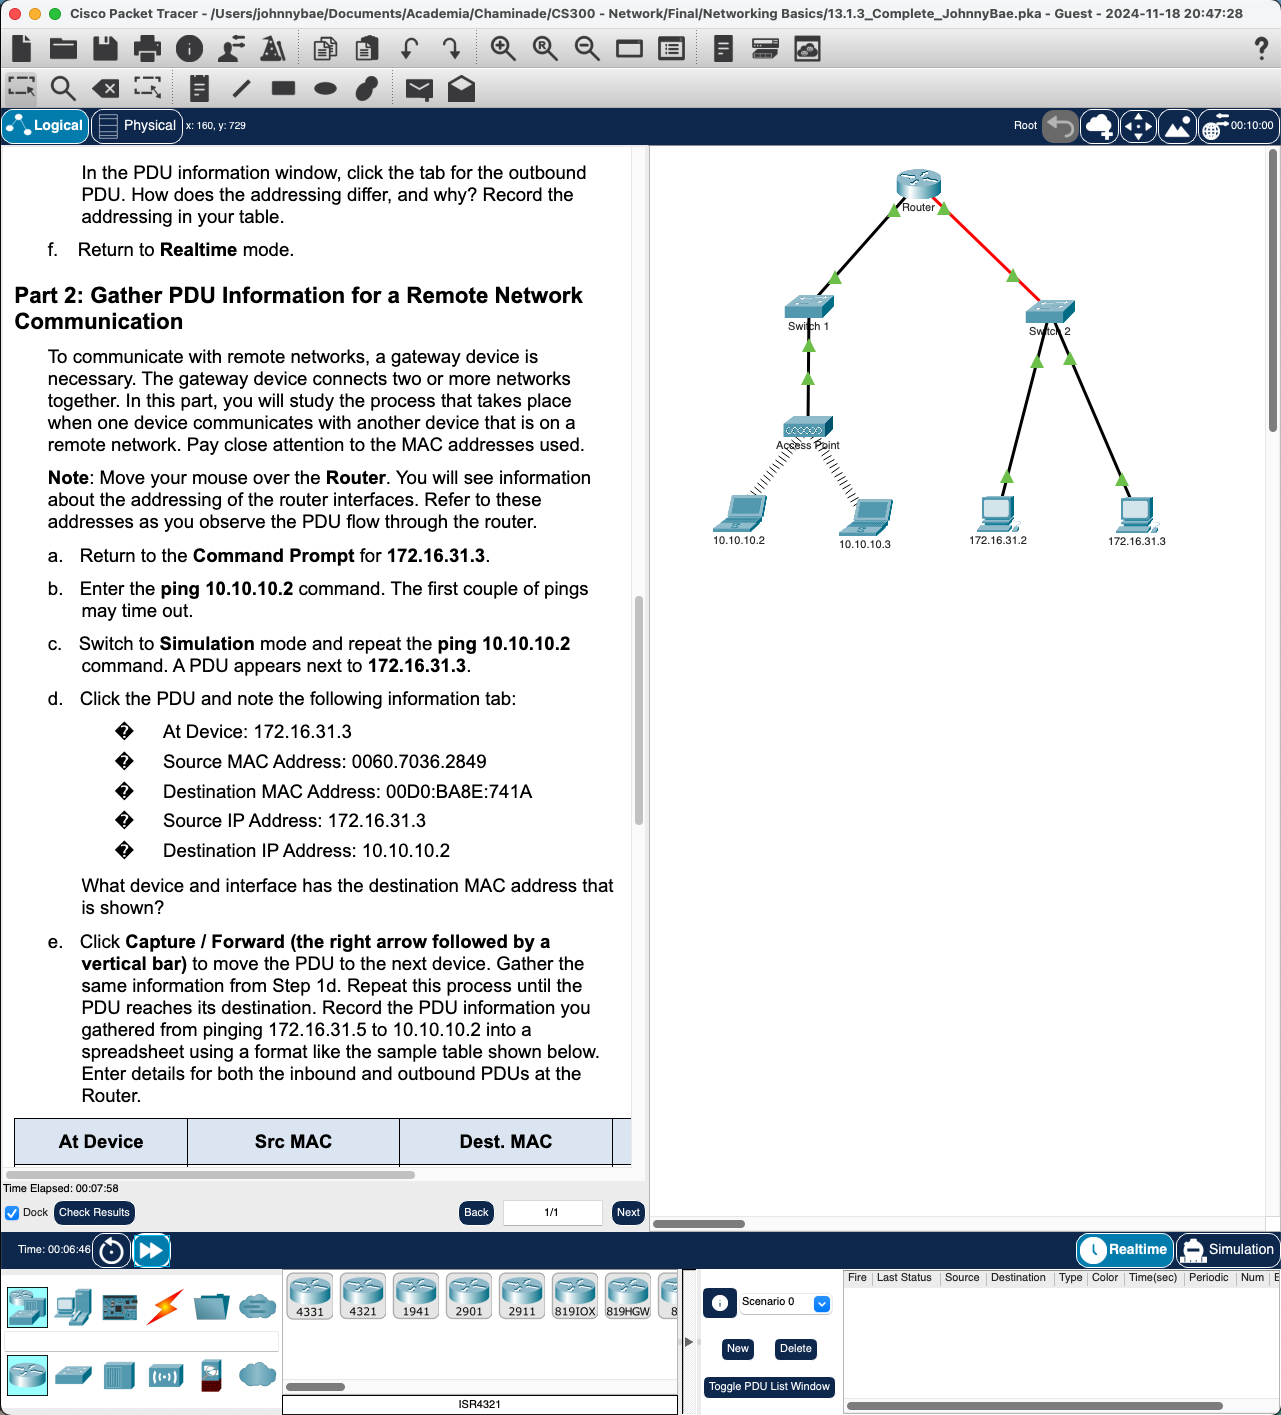 Cisco Packet Tracer - /Users/johnnybae/Documents/Academia/Chaminade/CS300 - Network/Final/Networking Basics/13.1.3_Complete_JohnnyBae.pka - Guest - 2024-11-18 20:47:28
Logical
Physical
x: 160, y: 729
Root
00:10:00
In the PDU information window, click the tab for the outbound
PDU. How does the addressing differ, and why? Record the
addressing in your table.
f. Return to Realtime mode.
Part 2: Gather PDU Information for a Remote Network
Communication
To communicate with remote networks, a gateway device is
necessary. The gateway device connects two or more networks
together. In this part, you will study the process that takes place
when one device communicates with another device that is on a
remote network. Pay close attention to the MAC addresses used.
Note: Move your mouse over the Router. You will see information
about the addressing of the router interfaces. Refer to these
addresses as you observe the PDU flow through the router.
a. Return to the Command Prompt for 172.16.31.3.
b. Enter the ping 10.10.10.2 command. The first couple of pings
may time out.
c. Switch to Simulation mode and repeat the ping 10.10.10.2
command. A PDU appears next to 172.16.31.3.
d. Click the PDU and note the following information tab:
� At Device: 172.16.31.3
� Source MAC Address: 0060.7036.2849
� Destination MAC Address: 00D0:BA8E:741A
� Source IP Address: 172.16.31.3
� Destination IP Address: 10.10.10.2
What device and interface has the destination MAC address that
is shown?
e. Click Capture / Forward (the right arrow followed by a
vertical bar) to move the PDU to the next device. Gather the
same information from Step 1d. Repeat this process until the
PDU reaches its destination. Record the PDU information you
gathered from pinging 172.16.31.5 to 10.10.10.2 into a
spreadsheet using a format like the sample table shown below.
Enter details for both the inbound and outbound PDUs at the
Router.
At Device Src MAC Dest. MAC
Time Elapsed: 00:07:58
Dock
Check Results
Back
1/1
Next
Router
Switch 1
Switch 2
Access Point
10.10.10.2
10.10.10.3
172.16.31.2
172.16.31.3
Time: 00:06:46
Realtime
Simulation
4331 4321 1941 2901 2911 819IOX 819HGW 8
ISR4321
Scenario 0
New
Delete
Toggle PDU List Window
Fire Last Status Source Destination Type Color Time(sec) Periodic Num E